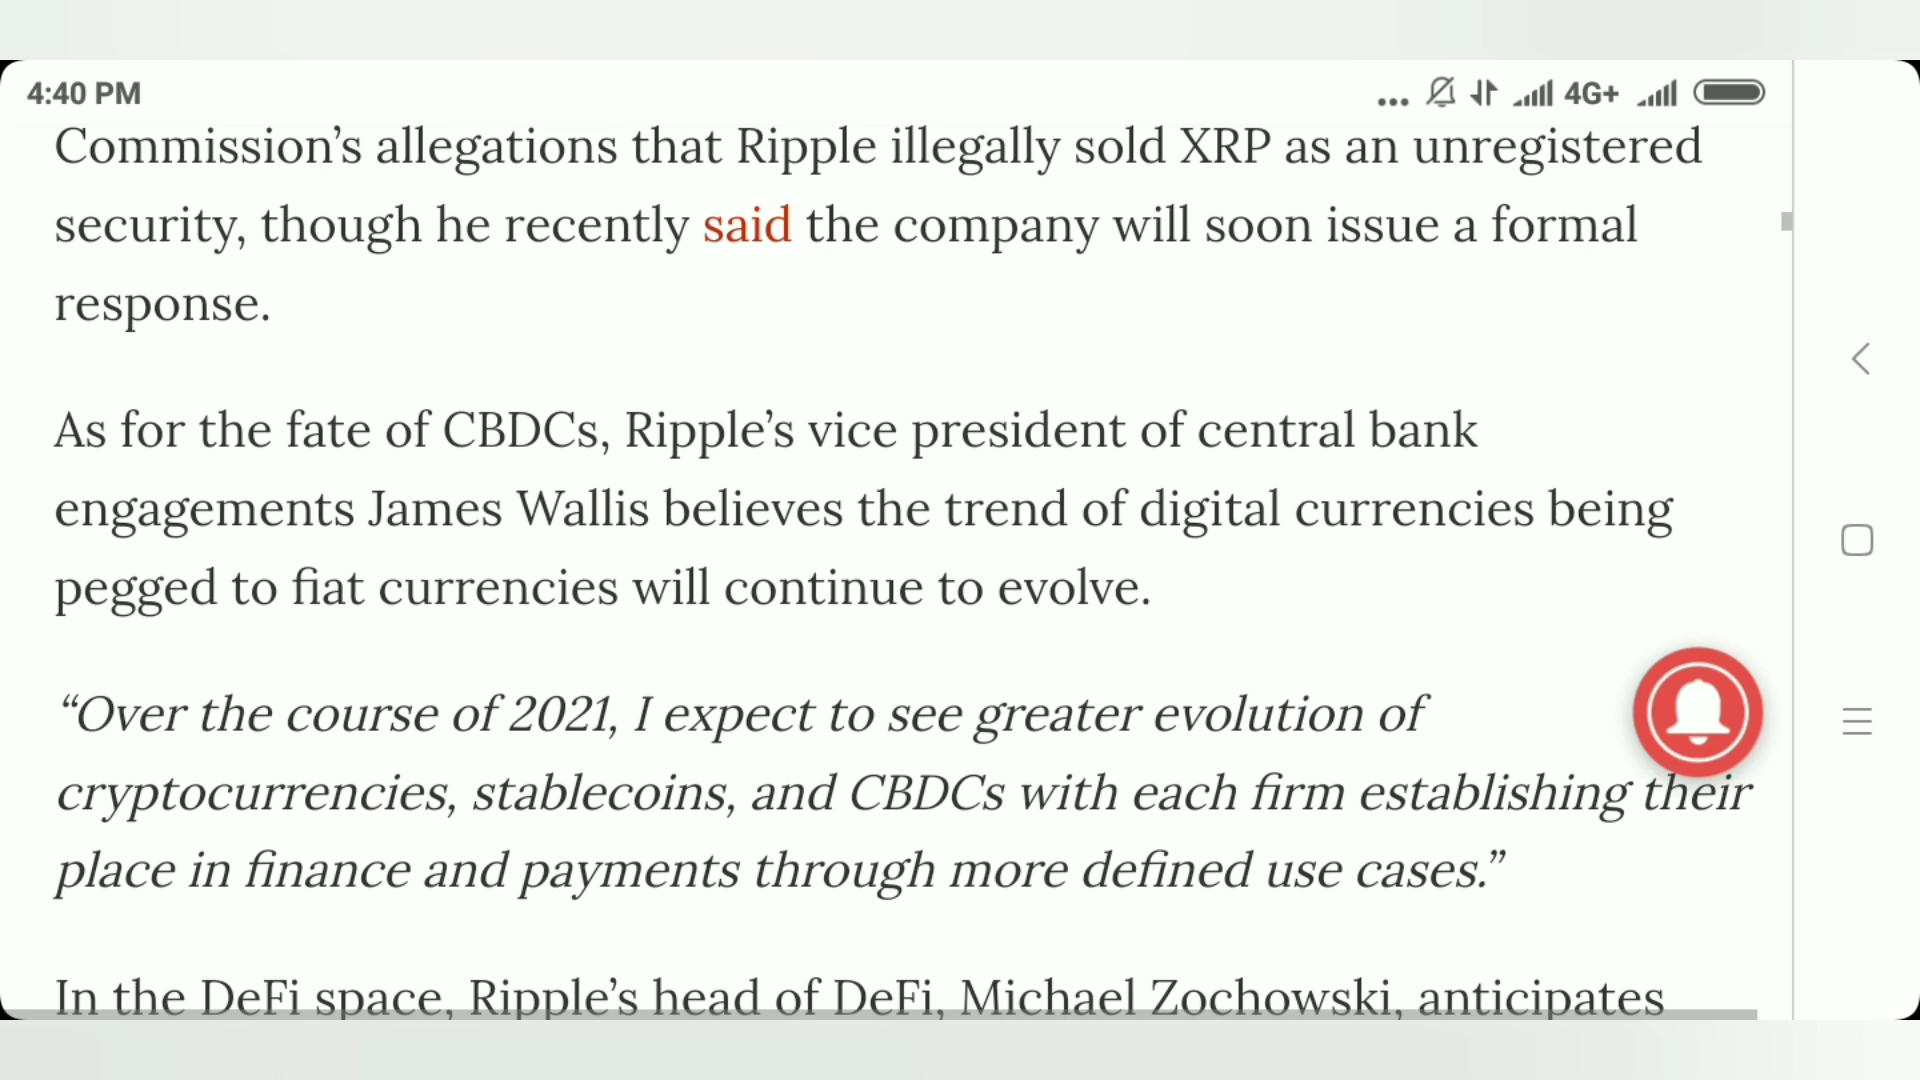 4:40 PM
4G+
Commission’s allegations that Ripple illegally sold XRP as an unregistered
security, though he recently said the company will soon issue a formal
response.
As for the fate of CBDCs, Ripple’s vice president of central bank
engagements James Wallis believes the trend of digital currencies being
pegged to fiat currencies will continue to evolve.
“Over the course of 2021, I expect to see greater evolution of
cryptocurrencies, stablecoins, and CBDCs with each firm establishing their
place in finance and payments through more defined use cases.”
In the DeFi space, Ripple’s head of DeFi, Michael Zochowski, anticipates